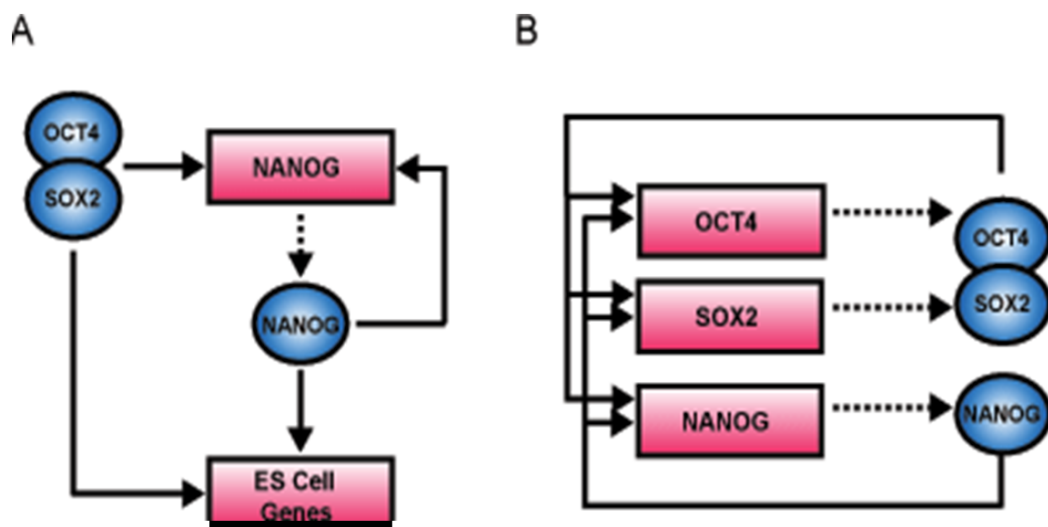 A
OCT4
SOX2
NANOG
NANOG
ES Cell
Genes
B
OCT4
SOX2
NANOG
OCT4
SOX2
NANOG